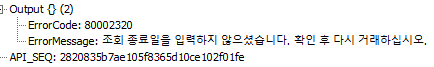 Output {} (2)
ErrorCode: 80002320
ErrorMessage: 조회 종료일을 입력하지 않으셨습니다. 확인 후 다시 거래하십시오.
API_SEQ: 2820835b7ae105f8365d10ce102f01fe